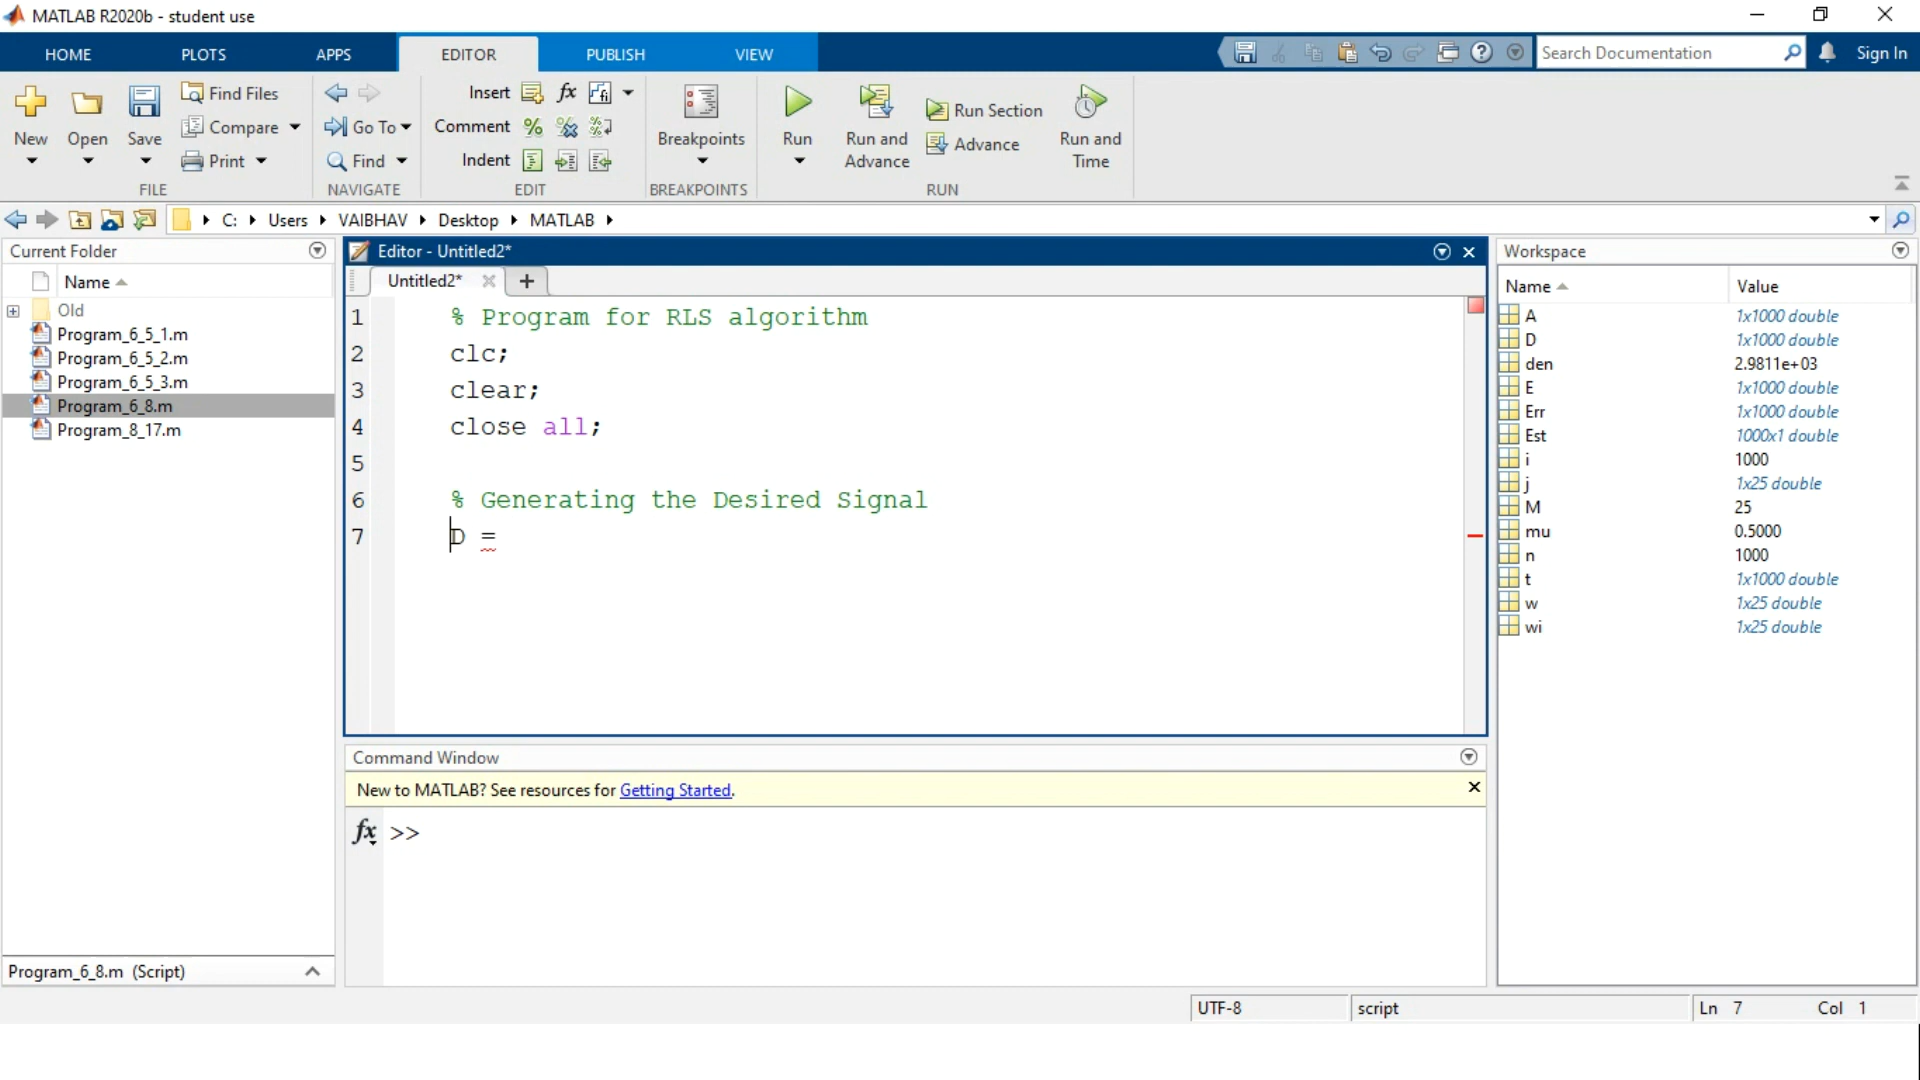 MATLAB R2020b - student use
HOME PLOTS APPS EDITOR PUBLISH VIEW Search Documentation Sign In
New Open Save Find Files Compare Print
Go To Find
Insert fx
Comment
Indent
Breakpoints
Run Run and Advance Run Section Advance Run and Time
FILE NAVIGATE EDIT BREAKPOINTS RUN
C: Users VAIBHAV Desktop MATLAB
Current Folder
Name
Old
Program_6_5_1.m
Program_6_5_2.m
Program_6_5_3.m
Program_6_8.m
Program_8_17.m
Program_6_8.m (Script)
Editor - Untitled2*
Untitled2* +
1 % Program for RLS algorithm
2 clc;
3 clear;
4 close all;
5
6 % Generating the Desired Signal
7 D =
Command Window
New to MATLAB? See resources for Getting Started.
fx >>
Workspace
Name Value
A 1x1000 double
D 1x1000 double
den 2.9811e+03
E 1x1000 double
Err 1x1000 double
Est 1000x1 double
i 1000
j 1x25 double
M 25
mu 0.5000
n 1000
t 1x1000 double
w 1x25 double
wi 1x25 double
UTF-8 script Ln 7 Col 1